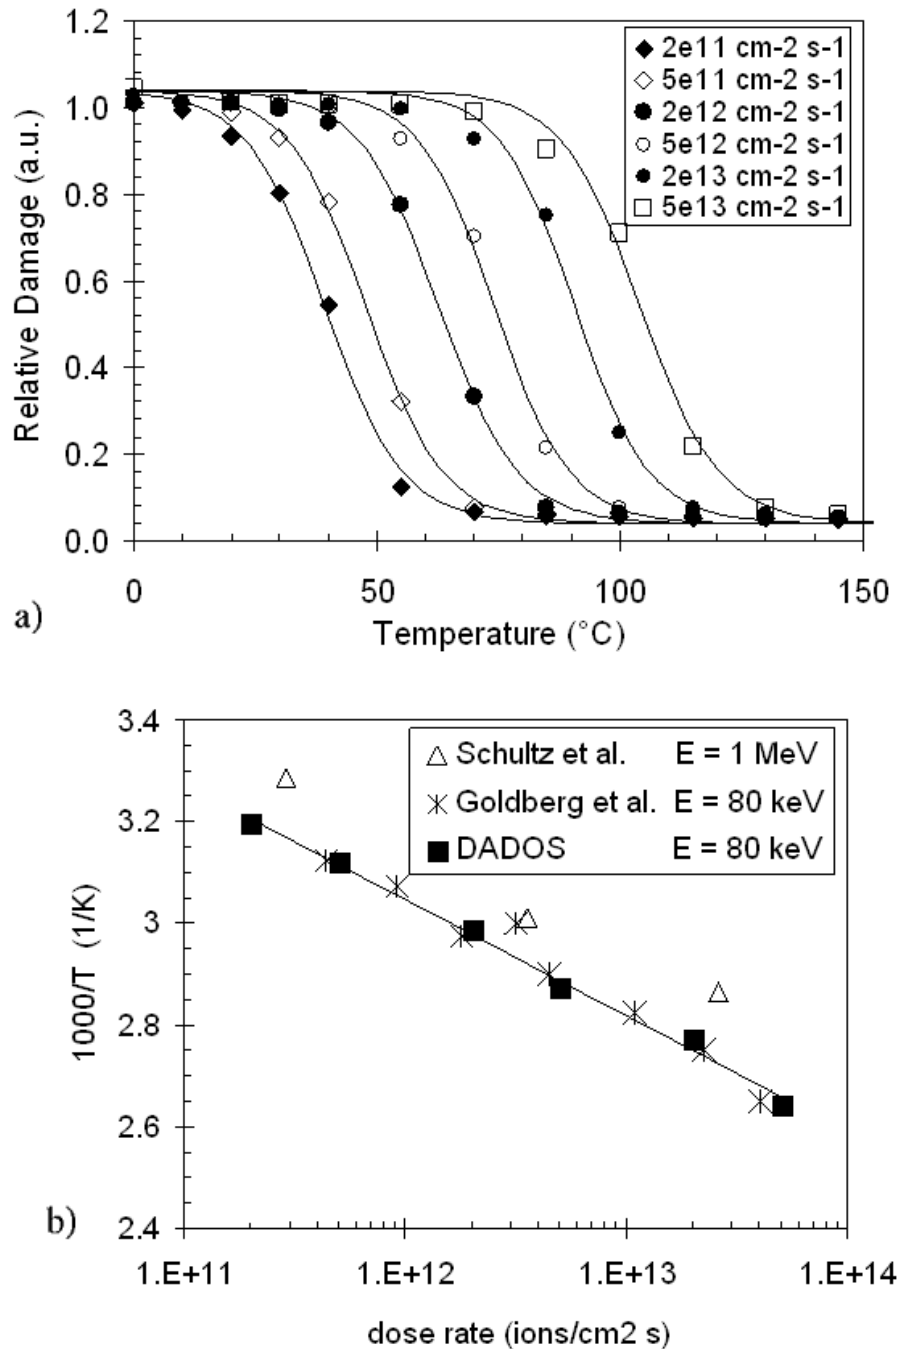 1.2
1.0
0.8
0.6
0.4
0.2
0.0
Relative Damage (a.u.)
2e11 cm-2 s-1
5e11 cm-2 s-1
2e12 cm-2 s-1
5e12 cm-2 s-1
2e13 cm-2 s-1
5e13 cm-2 s-1
0 50 100 150
a) Temperature (°C)
3.4
3.2
3
2.8
2.6
2.4
1000/T (1/K)
Schultz et al. E = 1 MeV
Goldberg et al. E = 80 keV
DADOS E = 80 keV
b)
1.E+11 1.E+12 1.E+13 1.E+14
dose rate (ions/cm2 s)